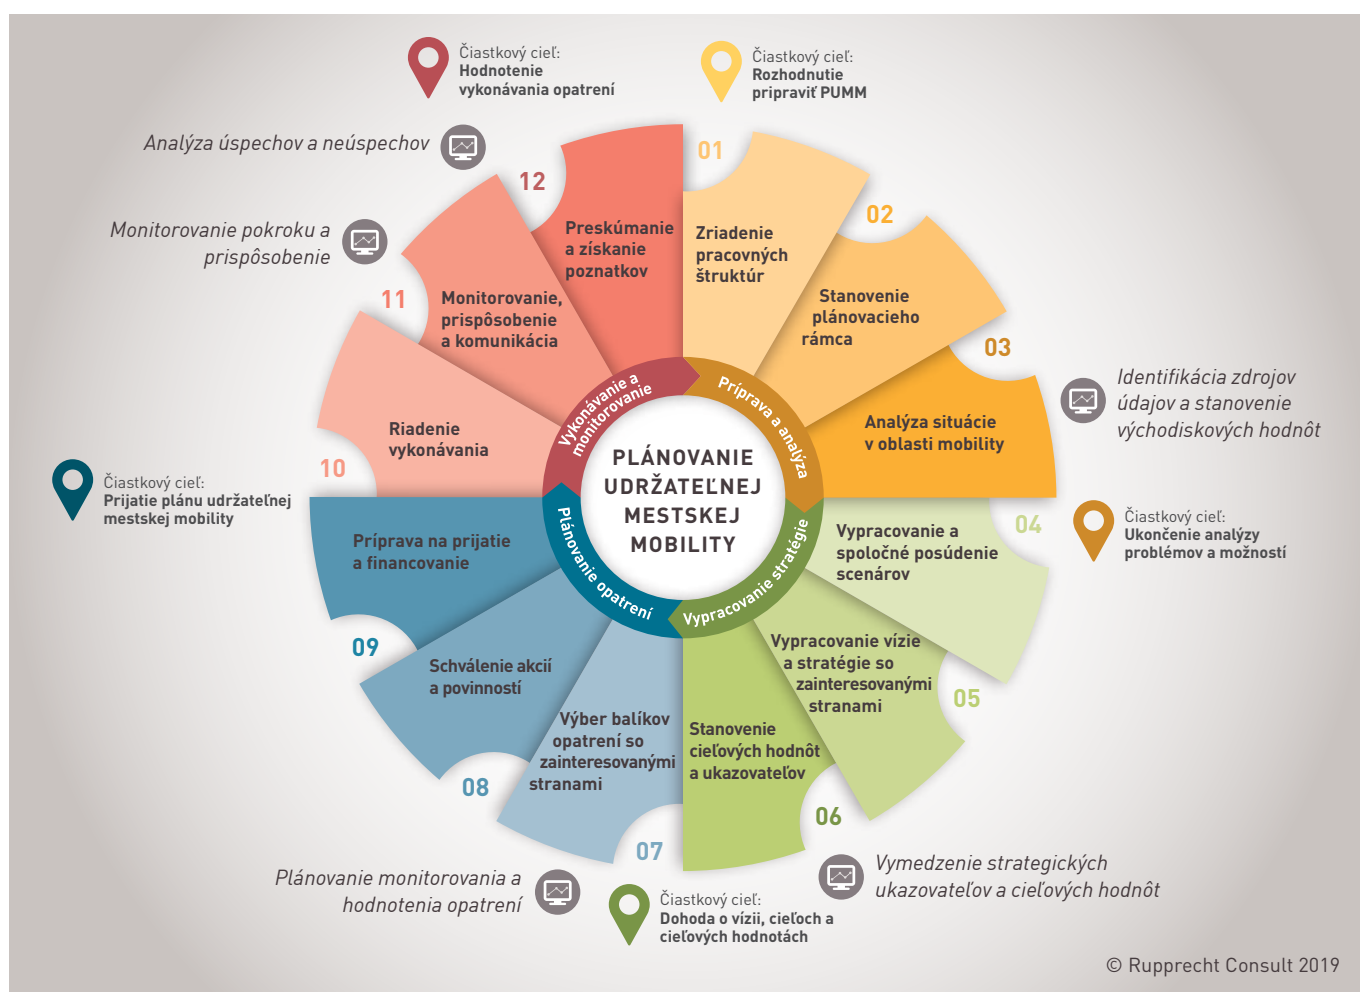 Čiastkový cieľ:
Hodnotenie
vykonávania opatrení
Čiastkový cieľ:
Rozhodnutie
pripraviť PUMM
Analýza úspechov a neúspechov
Monitorovanie pokroku a
prispôsobenie
01
Zriadenie
pracovných
štruktúr
02
Stanovenie
plánovacieho
rámca
03
Analýza situácie
v oblasti mobility
Identifikácia zdrojov
údajov a stanovenie
východiskových hodnôt
04
Vypracovanie a
spoločné posúdenie
scenárov
Čiastkový cieľ:
Ukončenie analýzy
problémov a možností
05
Vypracovanie vízie
a stratégie so
zainteresovanými
stranami
06
Stanovenie
cieľových hodnôt
a ukazovateľov
Vymedzenie strategických
ukazovateľov a cieľových hodnôt
Čiastkový cieľ:
Dohoda o vízii, cieľoch a
cieľových hodnotách
07
Výber balíkov
opatrení so
zainteresovanými
stranami
Plánovanie monitorovania a
hodnotenia opatrení
08
Schválenie akcií
a povinností
09
Príprava na prijatie
a financovanie
Čiastkový cieľ:
Prijatie plánu udržateľnej
mestskej mobility
10
Riadenie
vykonávania
11
Monitorovanie,
prispôsobenie
a komunikácia
12
Preskúmanie
a získanie
poznatkov
Príprava a analýza
Vypracovanie stratégie
Plánovanie opatrení
Vykonávanie a
monitorovanie
PLÁNOVANIE
UDRŽATEĽNEJ
MESTSKEJ
MOBILITY
© Rupprecht Consult 2019